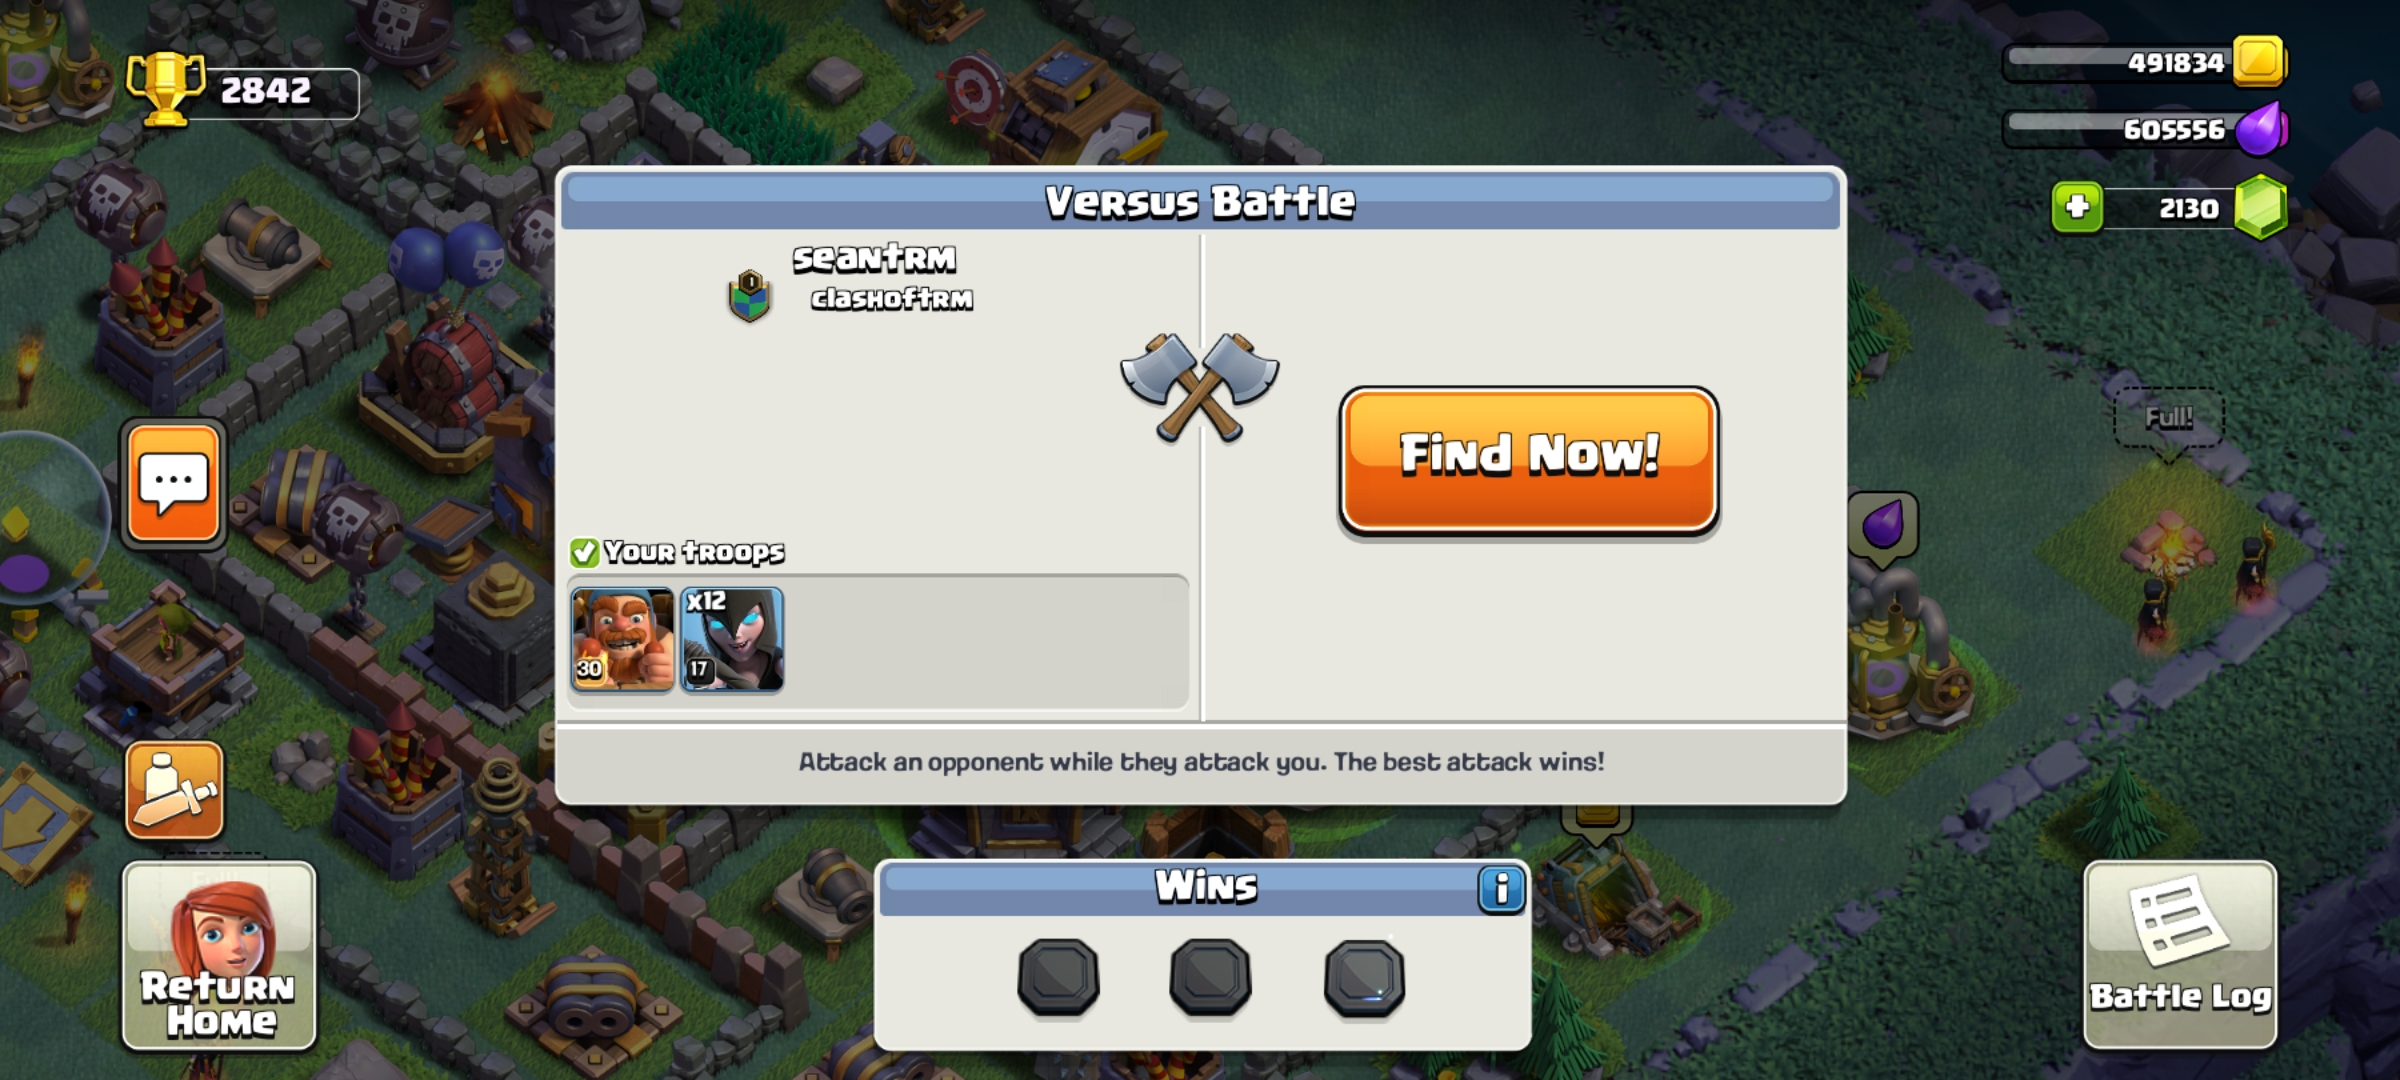 2842
491834
605556
2130
Versus Battle
seantrm
clashoftrm
1
Find Now!
Full!
Your troops
30
x12
17
Attack an opponent while they attack you. The best attack wins!
Wins
i
Return
Home
Battle Log